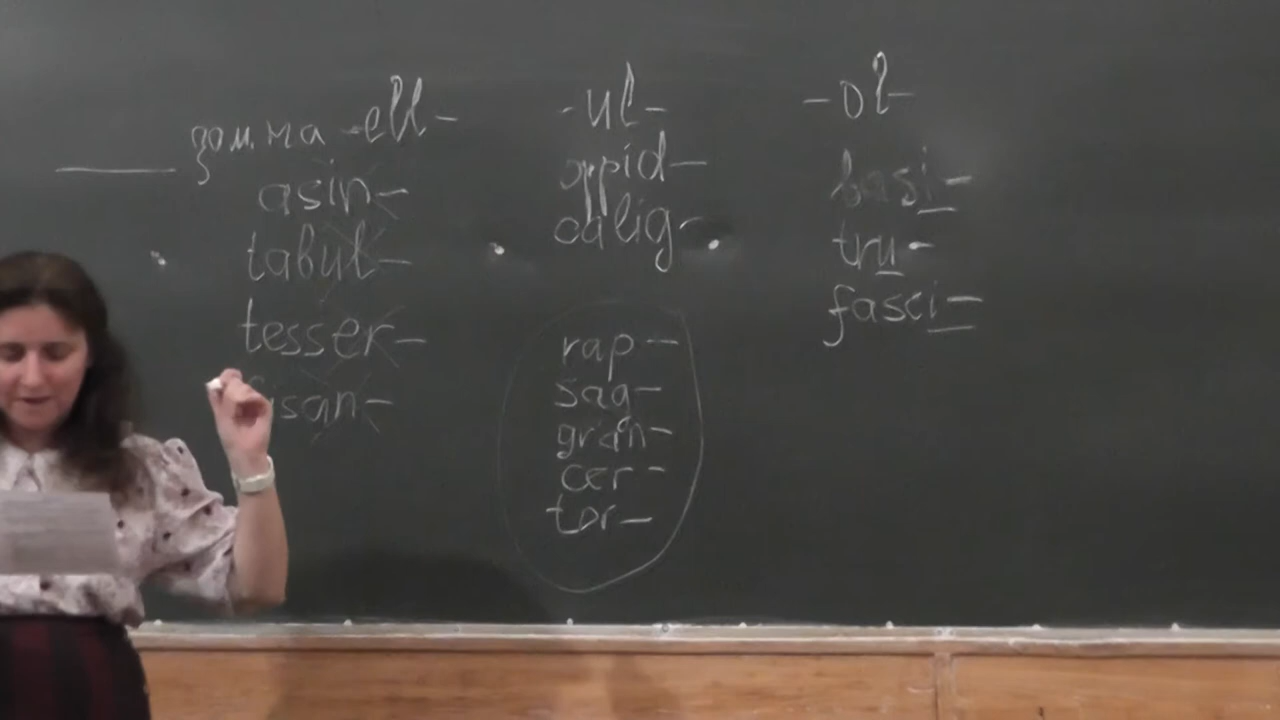 -ell-
asin-
tabul-
tesser-
-ul-
oppid-
calig-
rap-
sag-
gran-
cer-
tor-
-ol-
basi-
tru-
fasci-